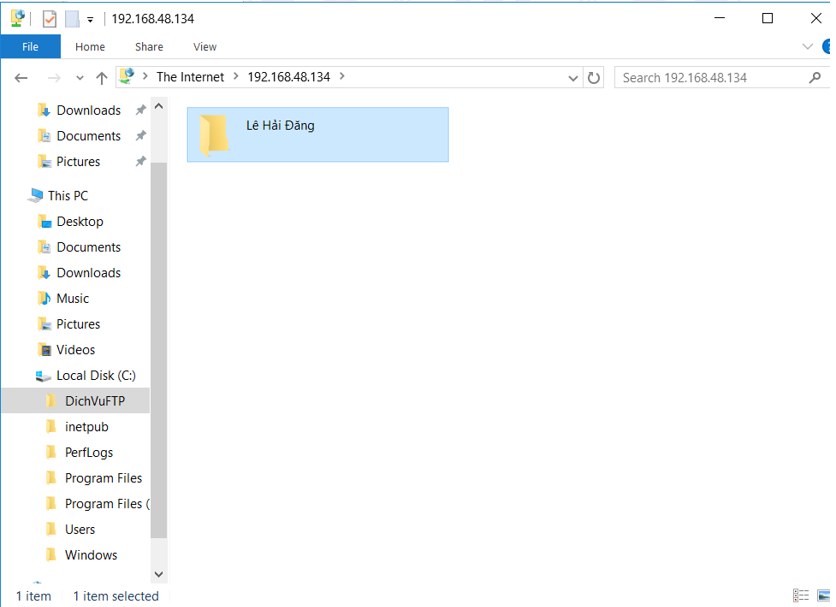 192.168.48.134
File Home Share View
The Internet 192.168.48.134 Search 192.168.48.134
Downloads
Documents
Pictures
This PC
Desktop
Documents
Downloads
Music
Pictures
Videos
Local Disk (C:)
DichVuFTP
inetpub
PerfLogs
Program Files
Program Files (
Users
Windows
Lê Hải Đăng
1 item 1 item selected